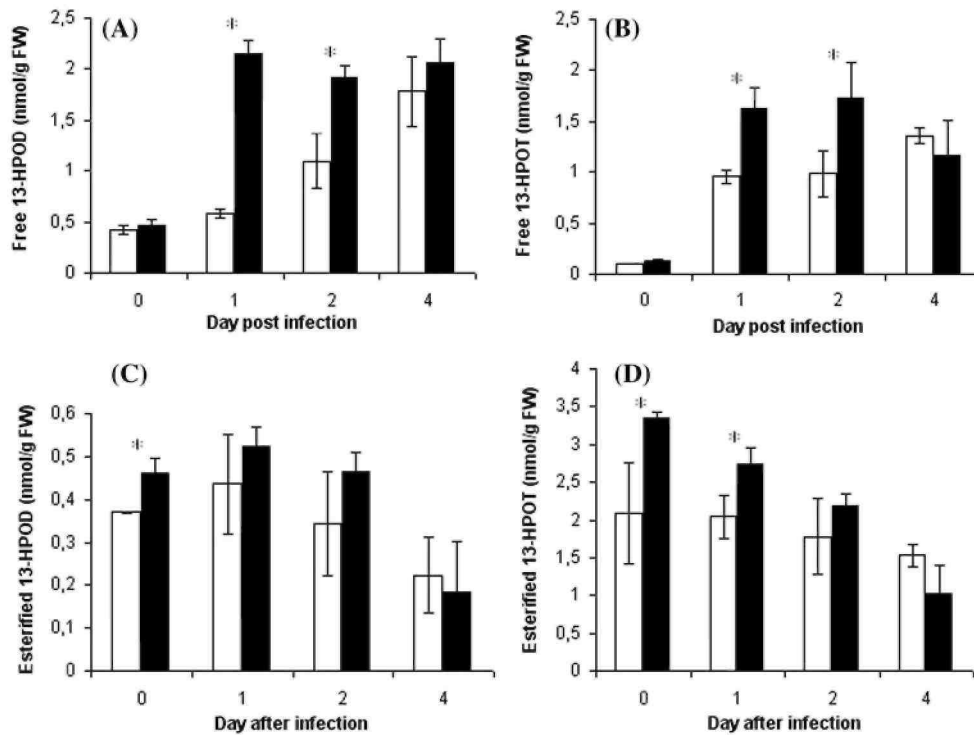 (A)
Free 13-HPOD (nmol/g FW)
2,5
2
1,5
1
0,5
0
*
*
0 1 2 4
Day post infection
(B)
Free 13-HPOT (nmol/g FW)
2,5
2
1,5
1
0,5
0
*
*
0 1 2 4
Day post infection
(C)
Esterified 13-HPOD (nmol/g FW)
0,6
0,5
0,4
0,3
0,2
0,1
0
*
0 1 2 4
Day after infection
(D)
Esterified 13-HPOT (nmol/g FW)
4
3,5
3
2,5
2
1,5
1
0,5
0
*
*
0 1 2 4
Day after infection